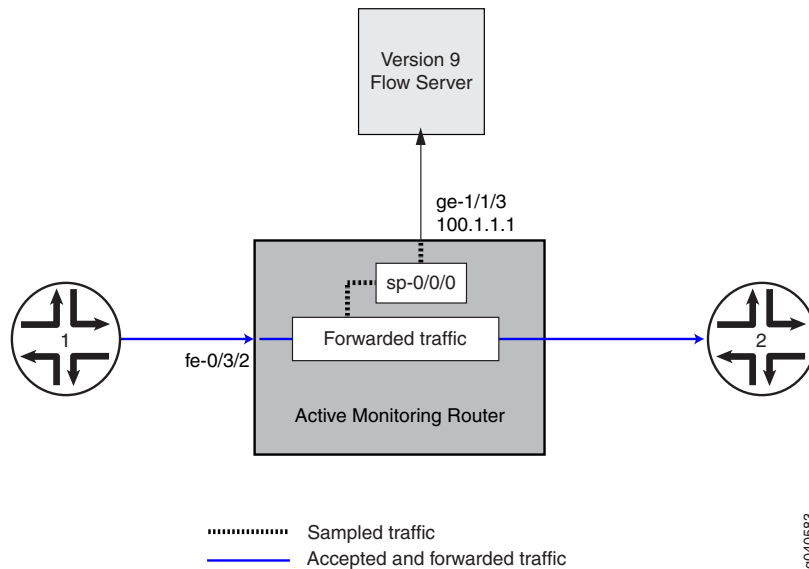 Version 9
Flow Server
ge-1/1/3
100.1.1.1
sp-0/0/0
Forwarded traffic
1
2
fe-0/3/2
Active Monitoring Router
Sampled traffic
Accepted and forwarded traffic
g040583